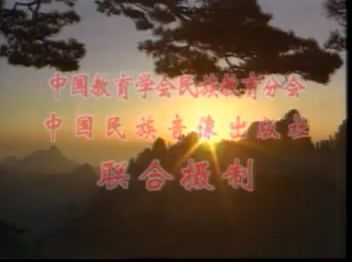 中国教育学会民族教育分会
中国民族音像出版社
联合摄制